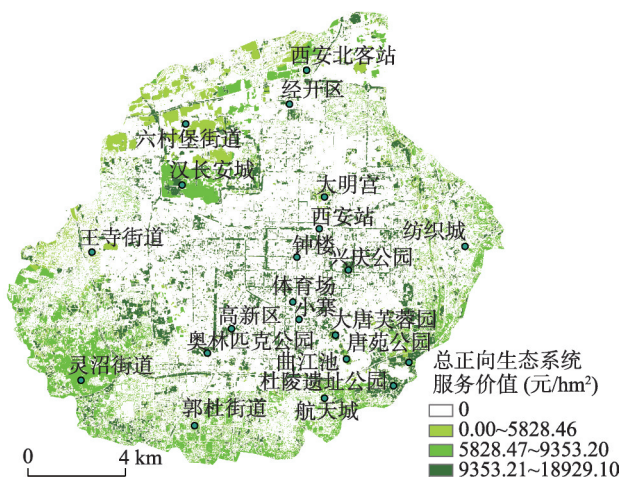 西安北客站
经开区
六村堡街道
汉长安城
大明宫
西安站
王寺街道
纺织城
钟楼
兴庆公园
体育场
小寨
高新区
大唐芙蓉园
奥林匹克公园
唐苑公园
曲江池
灵沼街道
杜陵遗址公园
郭杜街道
航天城
总正向生态系统
服务价值 (元/hm²)
0
0.00~5828.46
5828.47~9353.20
9353.21~18929.10
0 4 km